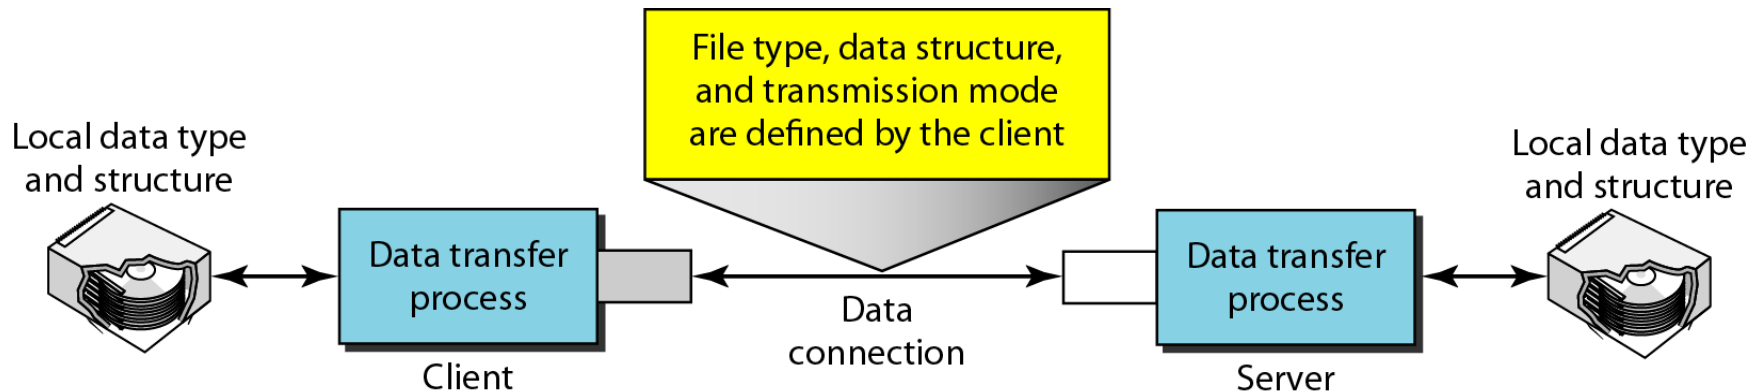 File type, data structure,
and transmission mode
are defined by the client
Local data type
and structure
Data transfer
process
Client
Data
connection
Data transfer
process
Server
Local data type
and structure